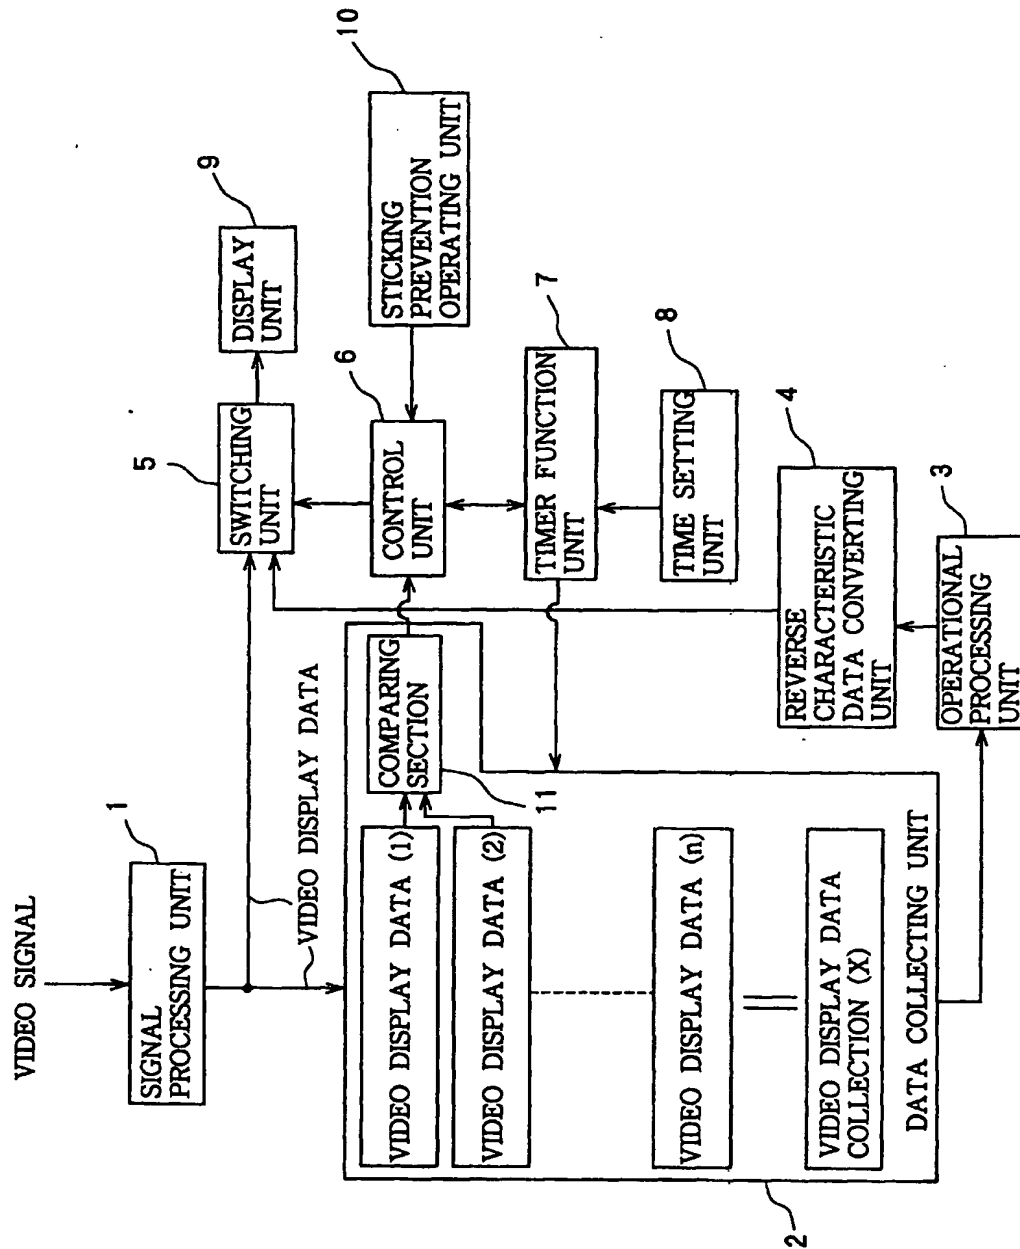 VIDEO SIGNAL
1
SIGNAL
PROCESSING UNIT
VIDEO DISPLAY DATA
VIDEO DISPLAY DATA
5
SWITCHING
UNIT
9
DISPLAY
UNIT
6
CONTROL
UNIT
10
STICKING
PREVENTION
OPERATING UNIT
COMPARING
SECTION
11
VIDEO DISPLAY DATA (1)
VIDEO DISPLAY DATA (2)
VIDEO DISPLAY DATA (n)
VIDEO DISPLAY DATA
COLLECTION (X)
DATA COLLECTING UNIT
2
7
TIMER FUNCTION
UNIT
8
TIME SETTING
UNIT
4
REVERSE
CHARACTERISTIC
DATA CONVERTING
UNIT
3
OPERATIONAL
PROCESSING
UNIT